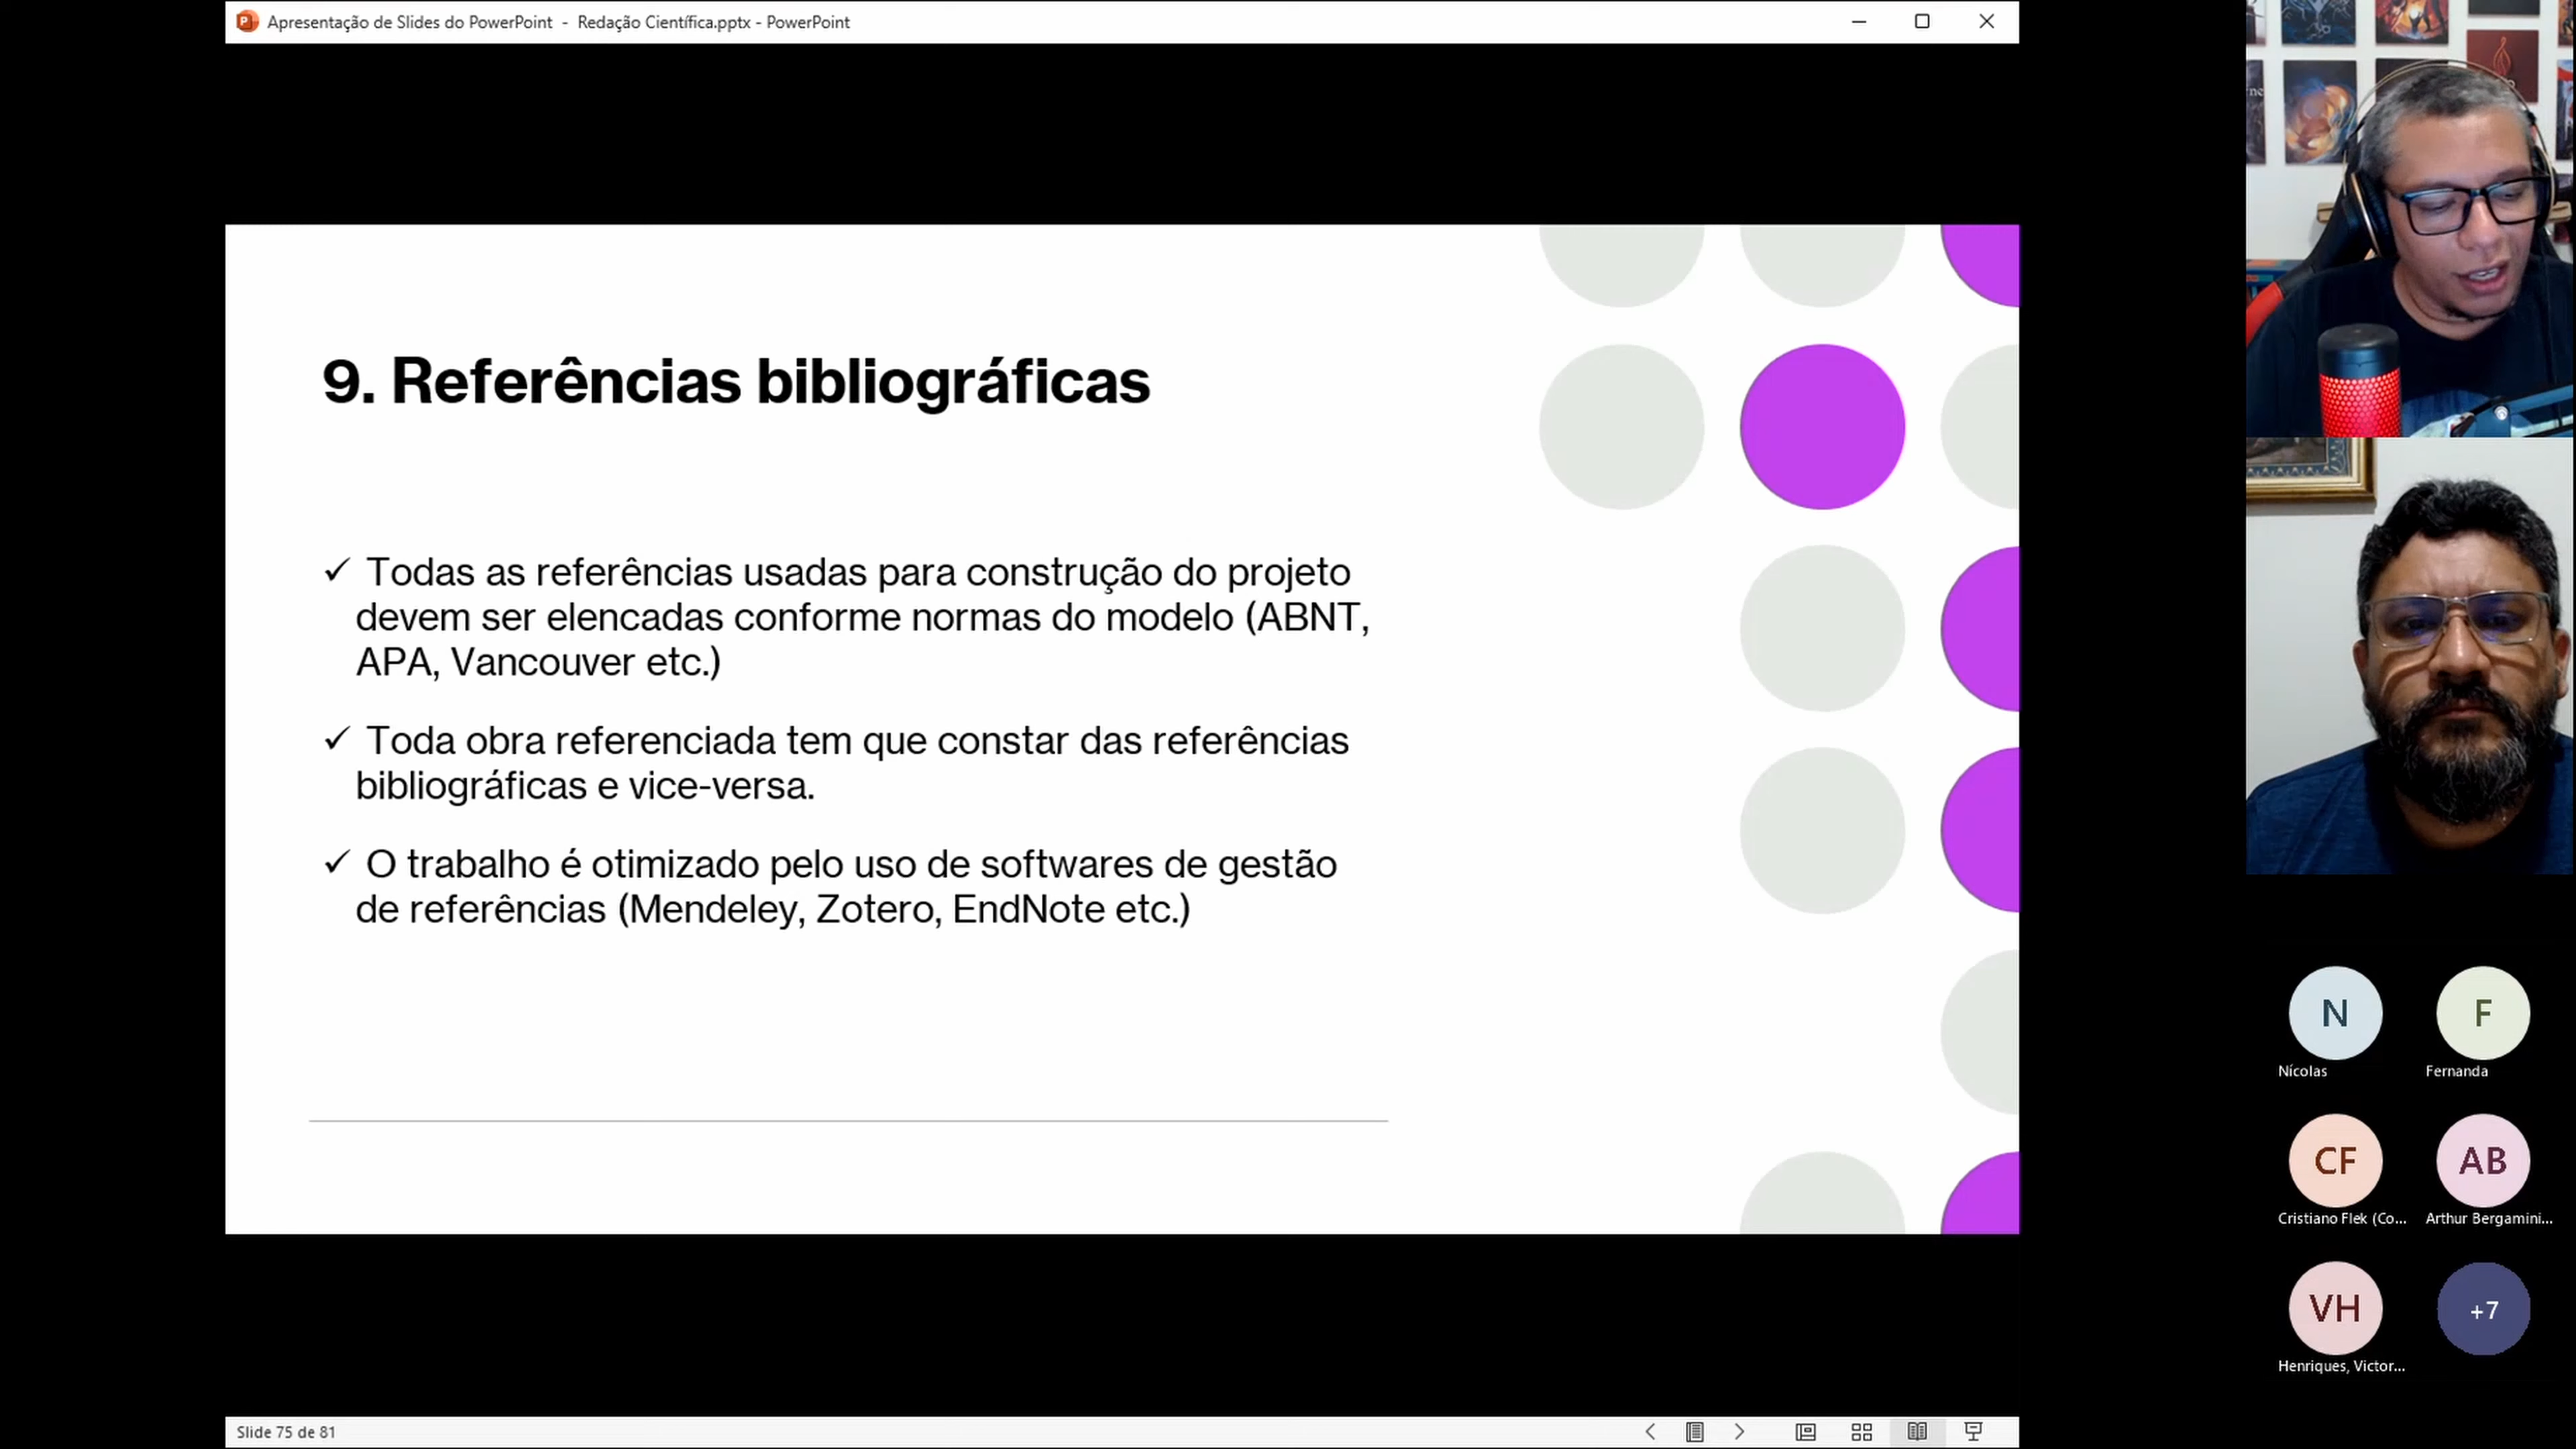 Apresentação de Slides do PowerPoint - Redação Científica.pptx - PowerPoint
9. Referências bibliográficas
✓ Todas as referências usadas para construção do projeto
devem ser elencadas conforme normas do modelo (ABNT,
APA, Vancouver etc.)
✓ Toda obra referenciada tem que constar das referências
bibliográficas e vice-versa.
✓ O trabalho é otimizado pelo uso de softwares de gestão
de referências (Mendeley, Zotero, EndNote etc.)
Slide 75 de 81
N
Nícolas
F
Fernanda
CF
Cristiano Flek (Co...
AB
Arthur Bergamini...
VH
Henriques, Victor...
+7